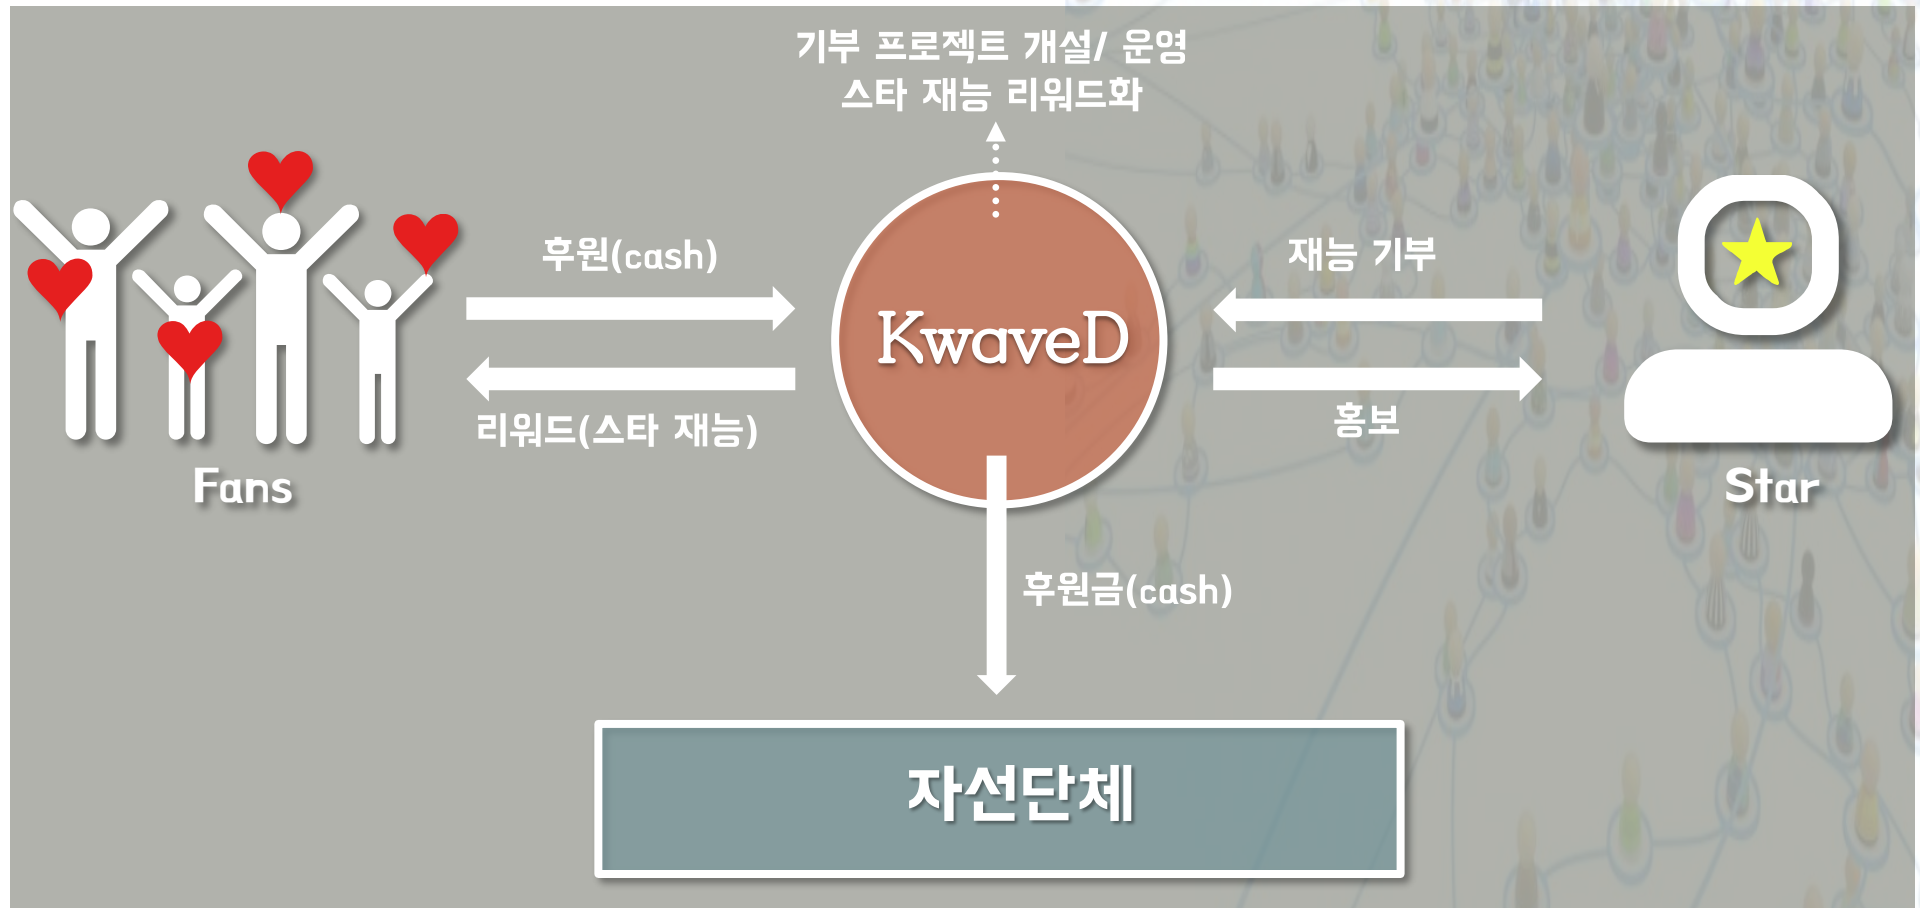 기부 프로젝트 개설/ 운영
스타 재능 리워드화
후원(cash)
재능 기부
KwaveD
리워드(스타 재능)
홍보
Fans
Star
후원금(cash)
자선단체